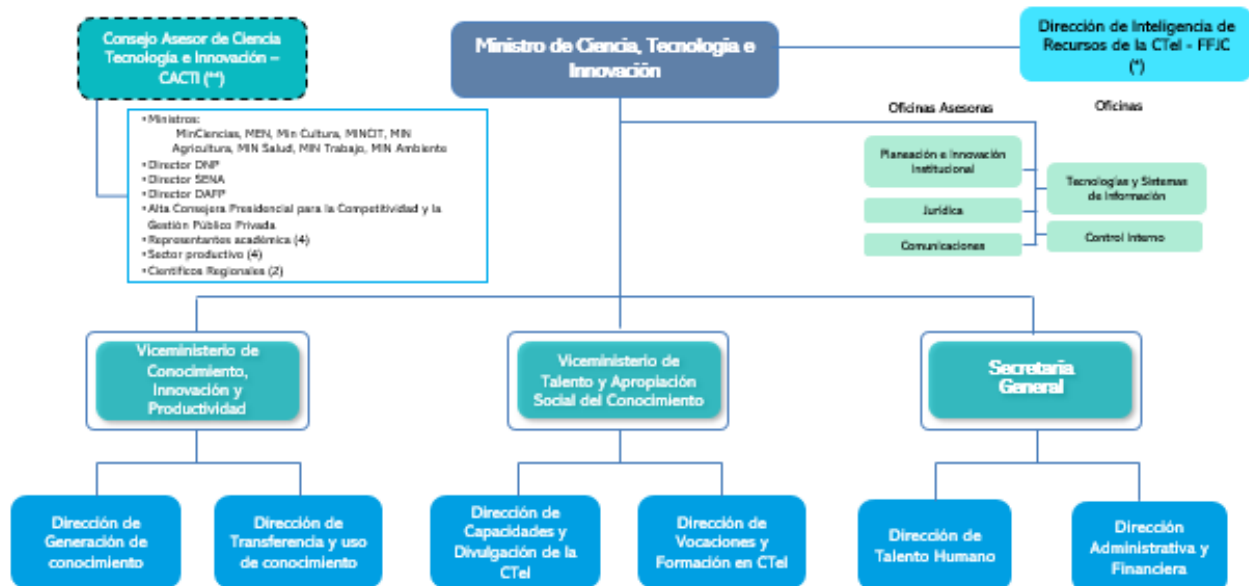 Consejo Asesor de Ciencia
Tecnología e Innovación –
CACTI (**)
Ministro de Ciencia, Tecnología e
Innovación
Dirección de Inteligencia de
Recursos de la CTeI - FFJC
(*)
• Ministros:
MinCiencias, MEN, Min Cultura, MINCIT, MIN
Agricultura, MIN Salud, MIN Trabajo, MIN Ambiente
• Director DNP
• Director SENA
• Director DAFP
• Alta Consejera Presidencial para la Competitividad y la
Gestión Público Privada
• Representantes académica (4)
• Sector productivo (4)
• Científicos Regionales (2)
Oficinas Asesoras
Oficinas
Planeación e Innovación
Institucional
Jurídica
Comunicaciones
Tecnologías y Sistemas
de Información
Control Interno
Viceministerio de
Conocimiento,
Innovación y
Productividad
Viceministerio de
Talento y Apropiación
Social del Conocimiento
Secretaría
General
Dirección de
Generación de
conocimiento
Dirección de
Transferencia y uso
de conocimiento
Dirección de
Capacidades y
Divulgación de la
CTeI
Dirección de
Vocaciones y
Formación en CTeI
Dirección de
Talento Humano
Dirección
Administrativa y
Financiera